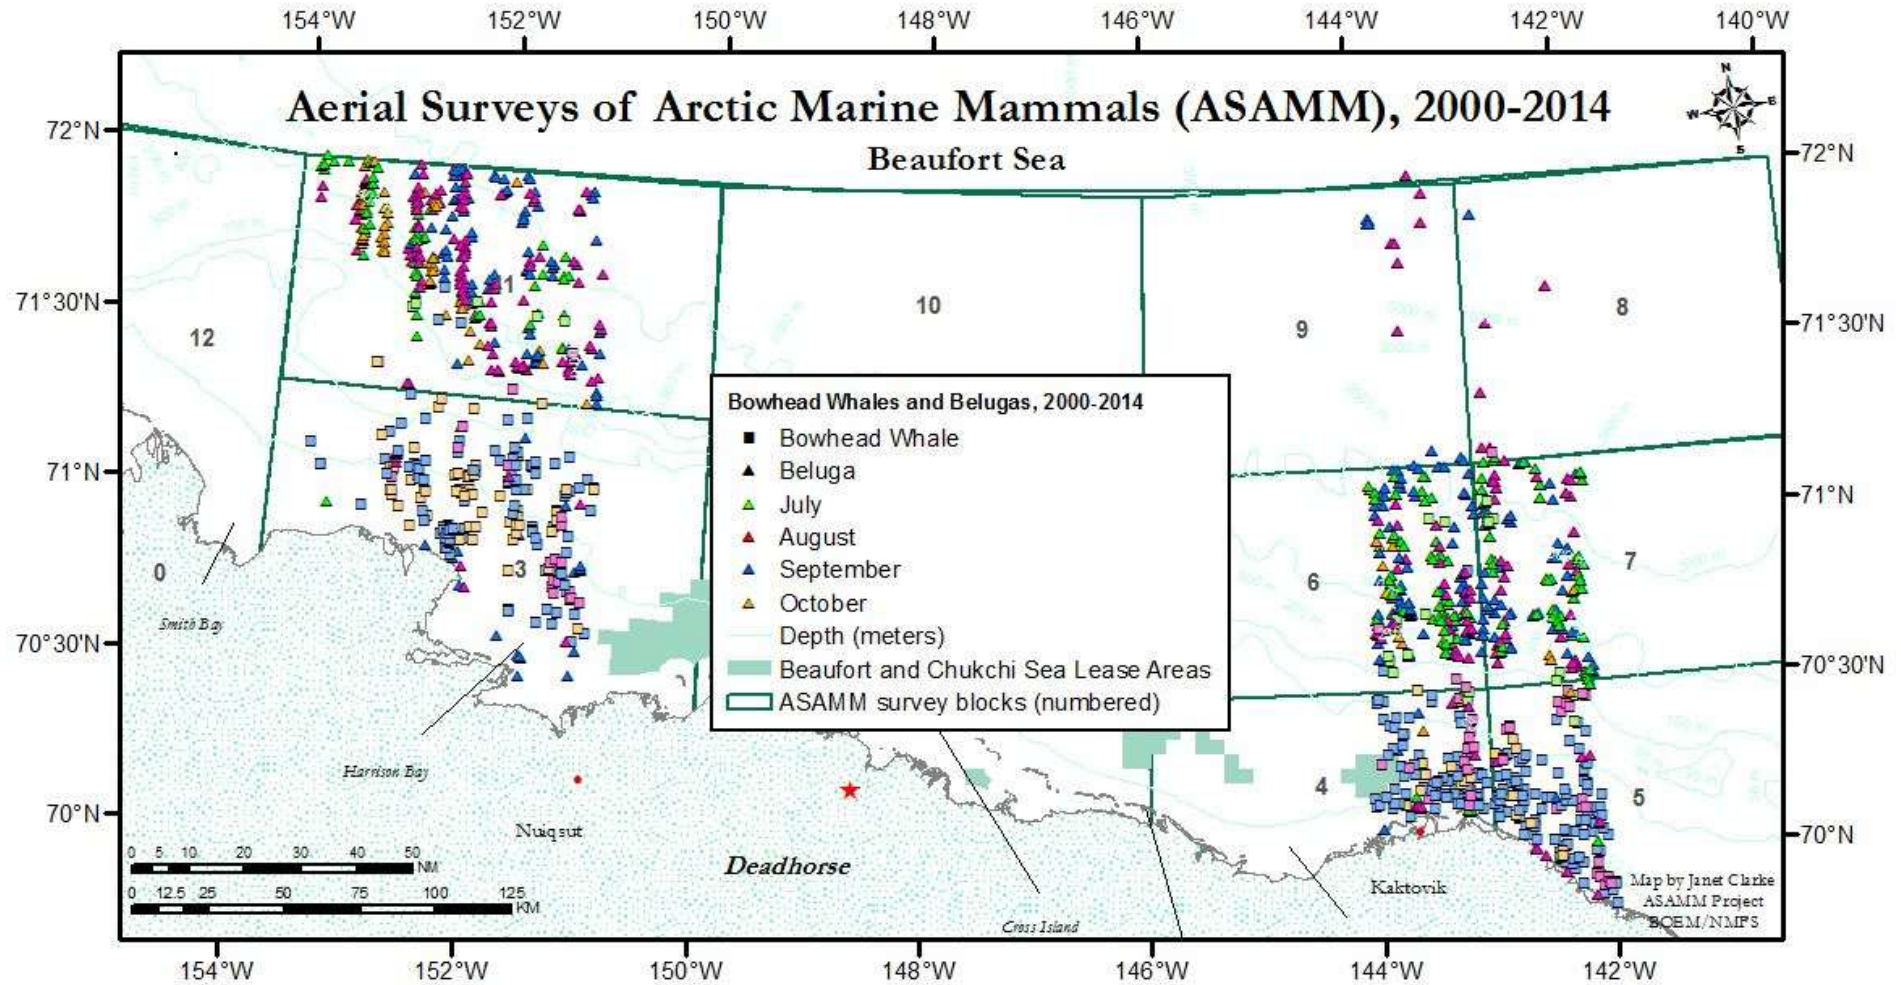 154°W 152°W 150°W 148°W 146°W 144°W 142°W 140°W
N
W E
S
Aerial Surveys of Arctic Marine Mammals (ASAMM), 2000-2014
Beaufort Sea
72°N 72°N
71°30'N 71°30'N
71°N 71°N
70°30'N 70°30'N
70°N 70°N
12
11
10
9
8
Bowhead Whales and Belugas, 2000-2014
Bowhead Whale
Beluga
July
August
September
October
Depth (meters)
Beaufort and Chukchi Sea Lease Areas
ASAMM survey blocks (numbered)
0
3
6
7
4
5
Smith Bay
Harrison Bay
Nuiqsut
Deadhorse
Cross Island
Kaktovik
0 5 10 20 30 40 50
NM
0 12.5 25 50 75 100 125
KM
Map by Janet Clarke
ASAMM Project
BOEM/NMFS
154°W 152°W 150°W 148°W 146°W 144°W 142°W